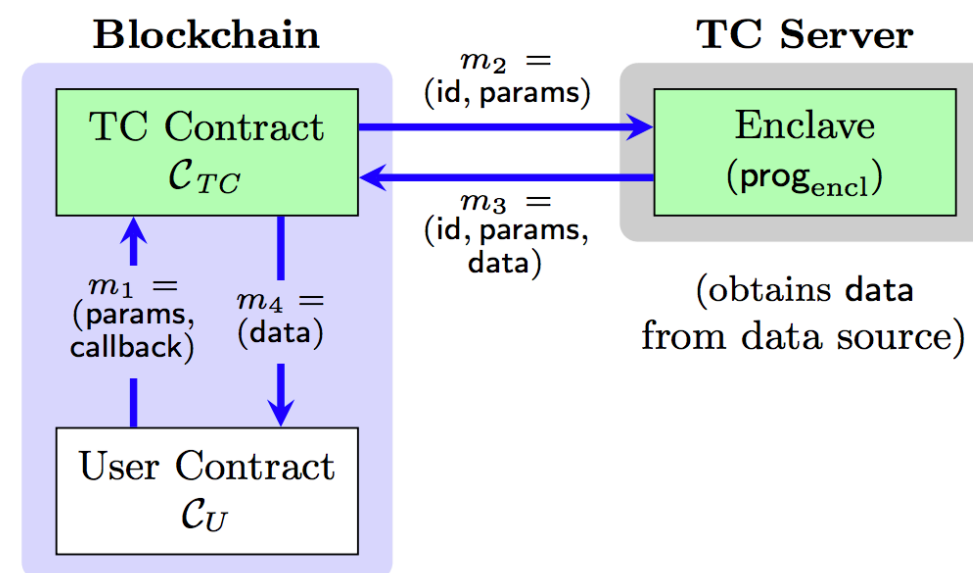 Blockchain
TC Server
TC Contract
𝒞_TC
m₂ =
(id, params)
Enclave
(prog_encl)
m₃ =
(id, params,
data)
m₁ =
(params,
callback)
m₄ =
(data)
(obtains data
from data source)
User Contract
𝒞_U